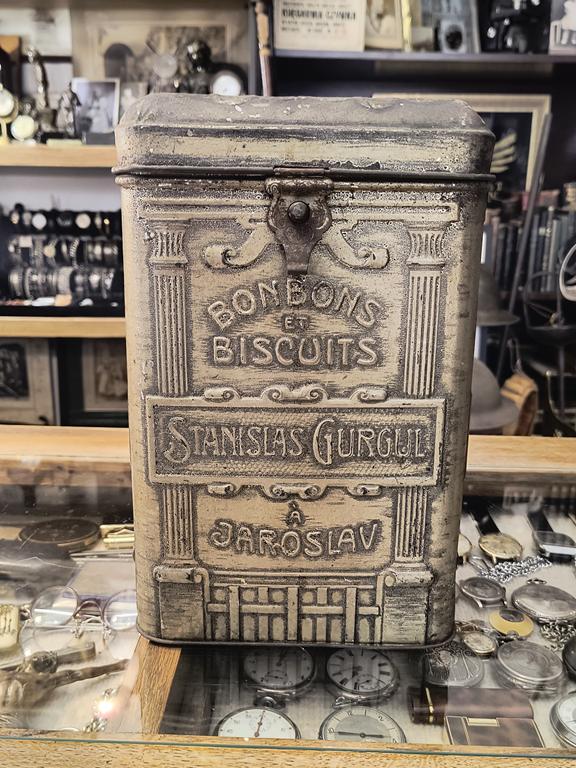 BONBONS
ET
BISCUITS
STANISLAS GURGUL
À
JAROSLAV